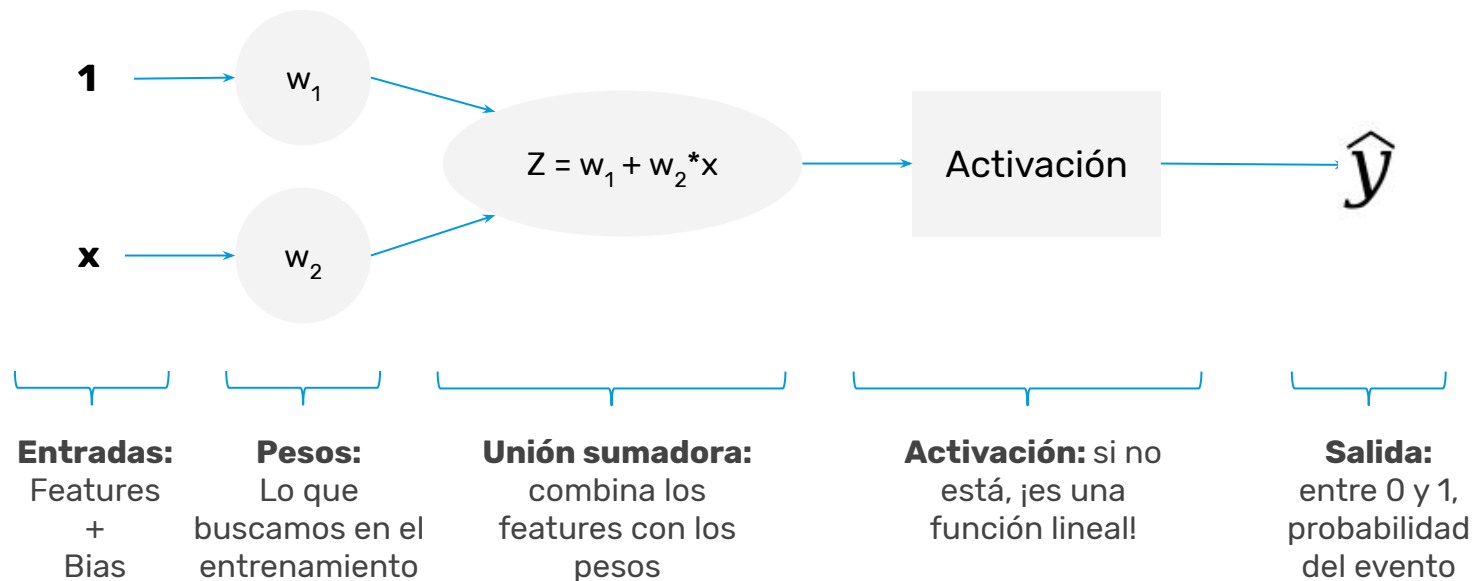 1
w₁
Z = w₁ + w₂*x
Activación
ŷ
x
w₂
Entradas:
Features
+
Bias
Pesos:
Lo que
buscamos en el
entrenamiento
Unión sumadora:
combina los
features con los
pesos
Activación: si no
está, ¡es una
función lineal!
Salida:
entre 0 y 1,
probabilidad
del evento